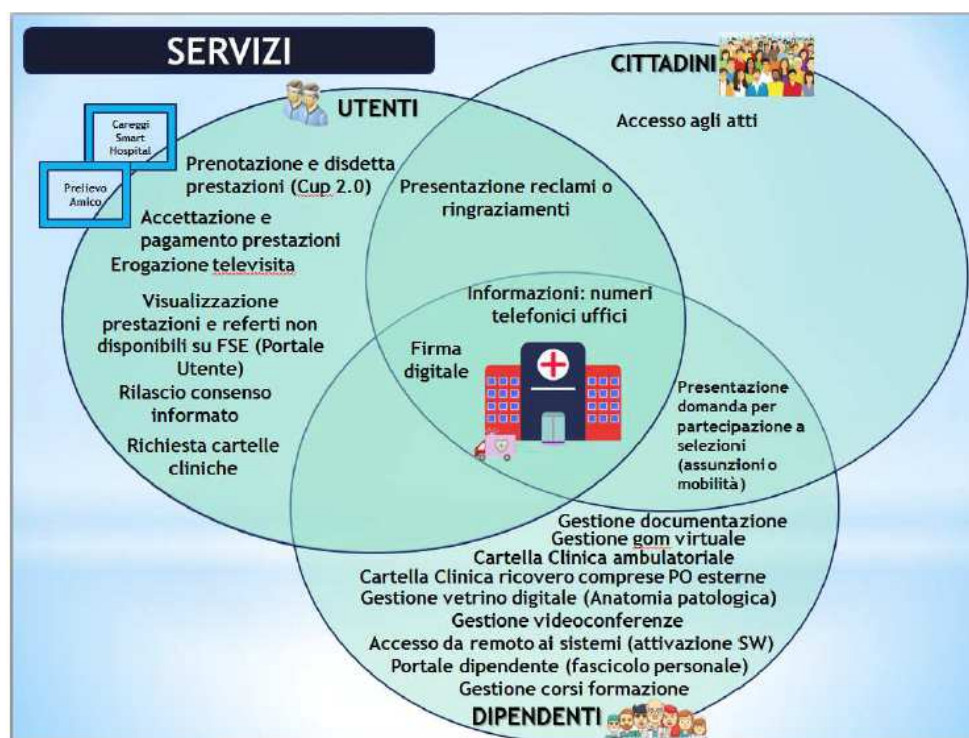 SERVIZI
CITTADINI
UTENTI
Careggi
Smart
Hospital
Prelievo
Amico
Accesso agli atti
Prenotazione e disdetta
prestazioni (Cup 2.0)
Presentazione reclami o
ringraziamenti
Accettazione e
pagamento prestazioni
Erogazione televisita
Visualizzazione
prestazioni e referti non
disponibili su FSE (Portale
Utente)
Rilascio consenso
informato
Richiesta cartelle
cliniche
Informazioni: numeri
telefonici uffici
Firma
digitale
Presentazione
domanda per
partecipazione a
selezioni
(assunzioni o
mobilità)
Gestione documentazione
Gestione gom virtuale
Cartella Clinica ambulatoriale
Cartella Clinica ricovero comprese PO esterne
Gestione vetrino digitale (Anatomia patologica)
Gestione videoconferenze
Accesso da remoto ai sistemi (attivazione SW)
Portale dipendente (fascicolo personale)
Gestione corsi formazione
DIPENDENTI